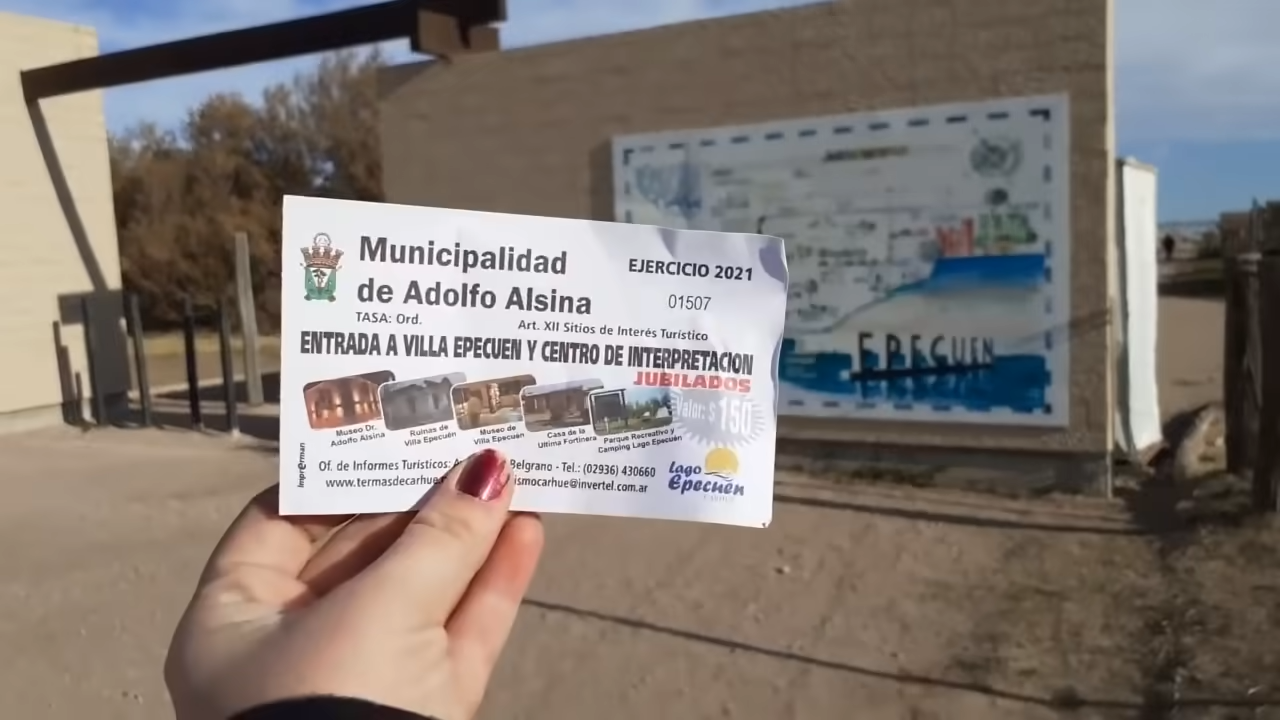 Municipalidad
de Adolfo Alsina
EJERCICIO 2021
01507
TASA: Ord.
Art. XII Sitios de Interés Turístico
ENTRADA A VILLA EPECUEN Y CENTRO DE INTERPRETACION
JUBILADOS
Valor: $ 150
Museo Dr.
Adolfo Alsina
Ruinas de
Villa Epecuén
Museo de
Villa Epecuén
Casa de la
Ultima Fortinera
Parque Recreativo y
Camping Lago Epecuén
Imprerman
Of. de Informes Turísticos: Belgrano - Tel.: (02936) 430660
www.termasdecarhue ismocarhue@invertel.com.ar
Lago
Epecuén
EPECUEN